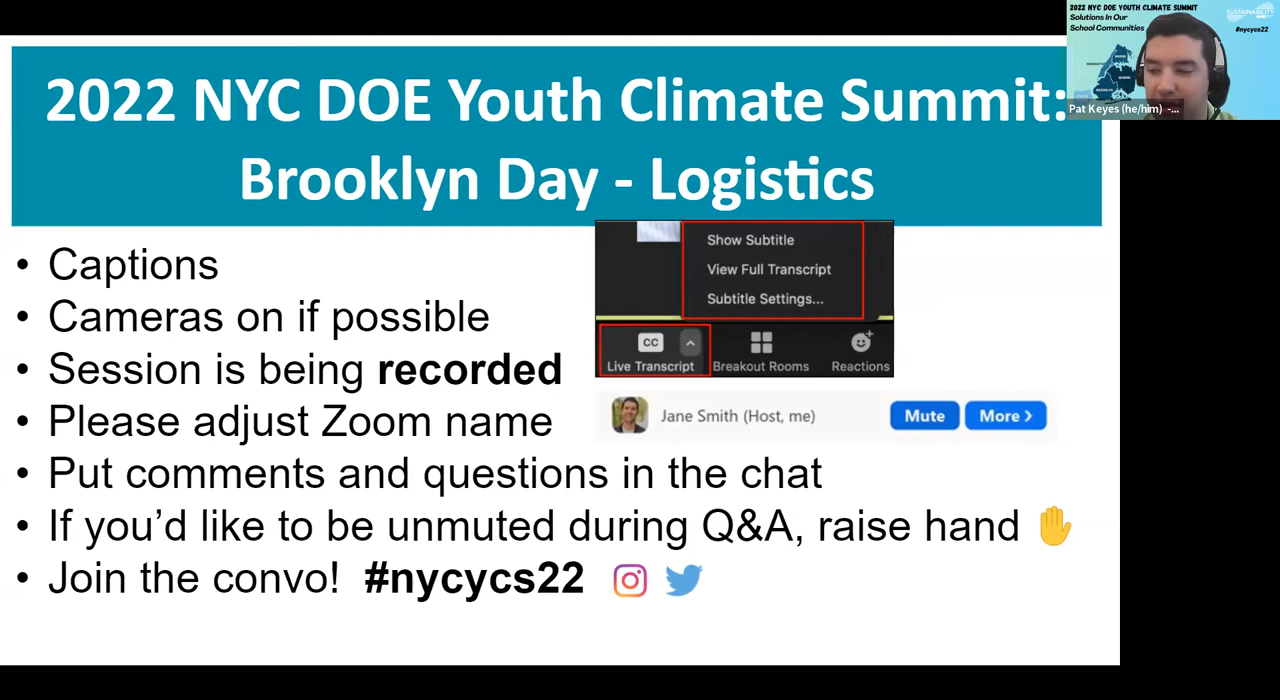 2022 NYC DOE Youth Climate Summit:
Brooklyn Day - Logistics
• Captions
• Cameras on if possible
• Session is being recorded
• Please adjust Zoom name
• Put comments and questions in the chat
• If you'd like to be unmuted during Q&A, raise hand ✋
• Join the convo! #nycycs22
Show Subtitle
View Full Transcript
Subtitle Settings...
CC
Live Transcript
Breakout Rooms
Reactions
Jane Smith (Host, me)
Mute
More >
2022 NYC DOE YOUTH CLIMATE SUMMIT
Solutions In Our
School Communities
SUSTAINABILITY
#nycycs22
Pat Keyes (he/him) -...